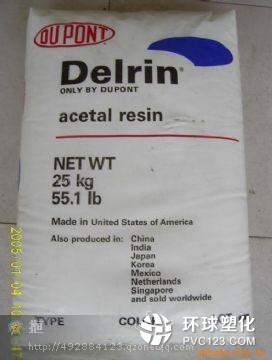 DU PONT
Delrin®
ONLY BY DUPONT
acetal resin
NET WT
25 kg
55.1 lb
Made in United States of America
Also produced in: China
India
Japan
Korea
Mexico
Netherlands
Singapore
and sold worldwide
TYPE
环球塑化
PVC123.COM